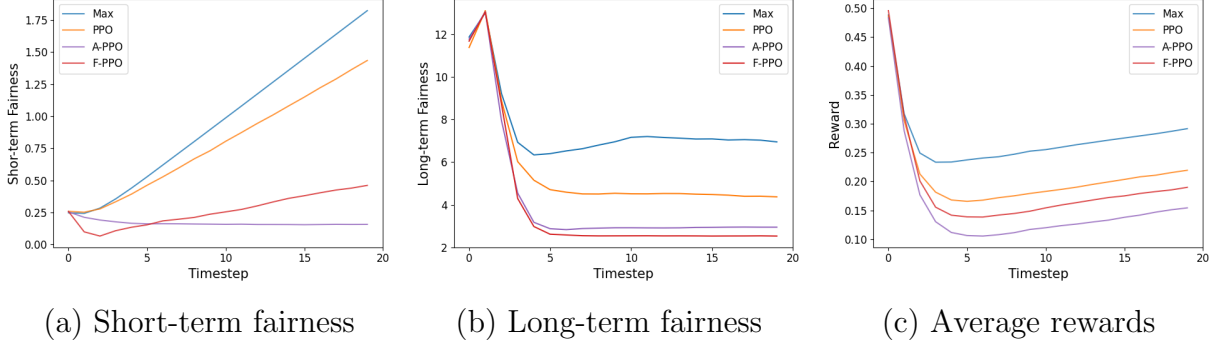 1.75
1.50
1.25
1.00
0.75
0.50
0.25
0.00
Shor-term Fairness
Max
PPO
A-PPO
F-PPO
0 5 10 15 20
Timestep
(a) Short-term fairness
12
10
8
6
4
2
Long-term Fairness
Max
PPO
A-PPO
F-PPO
0 5 10 15 20
Timestep
(b) Long-term fairness
0.50
0.45
0.40
0.35
0.30
0.25
0.20
0.15
0.10
Reward
Max
PPO
A-PPO
F-PPO
0 5 10 15 20
Timestep
(c) Average rewards